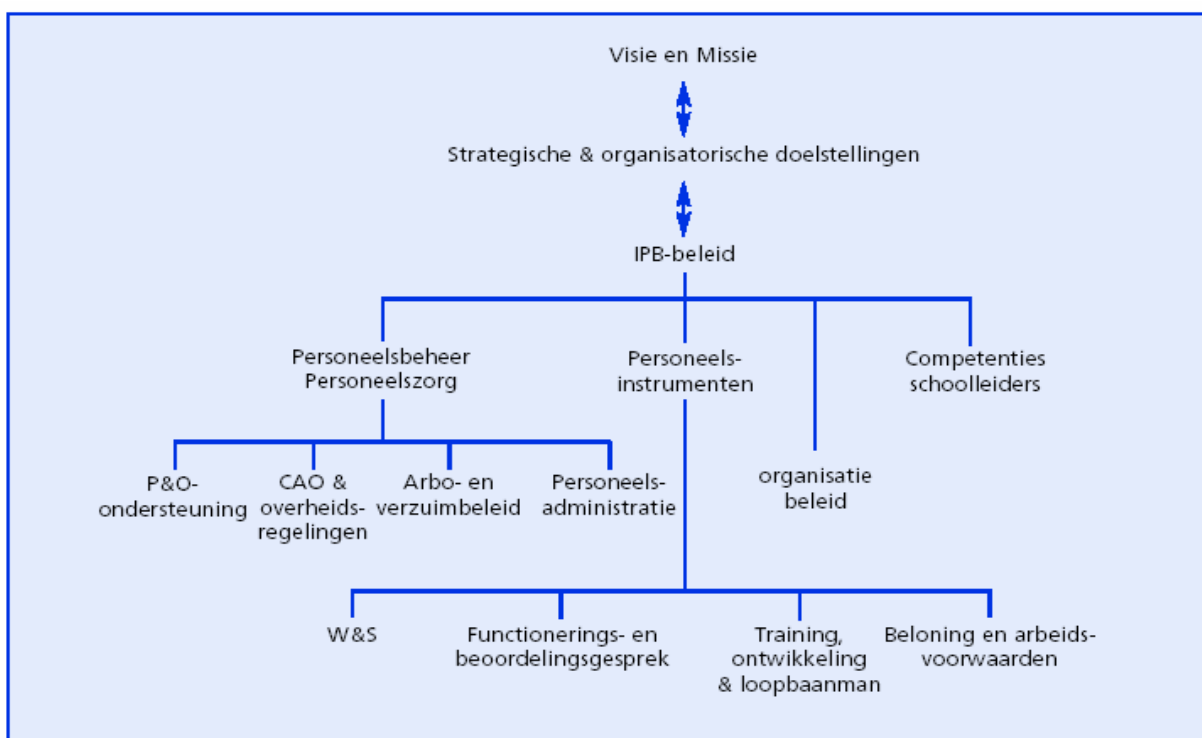 Visie en Missie
Strategische & organisatorische doelstellingen
IPB-beleid
Personeelsbeheer
Personeelszorg
Personeels-
instrumenten
Competenties
schoolleiders
P&O-
ondersteuning
CAO &
overheids-
regelingen
Arbo- en
verzuimbeleid
Personeels-
administratie
organisatie
beleid
W&S
Functionerings- en
beoordelingsgesprek
Training,
ontwikkeling
& loopbaanman
Beloning en arbeids-
voorwaarden